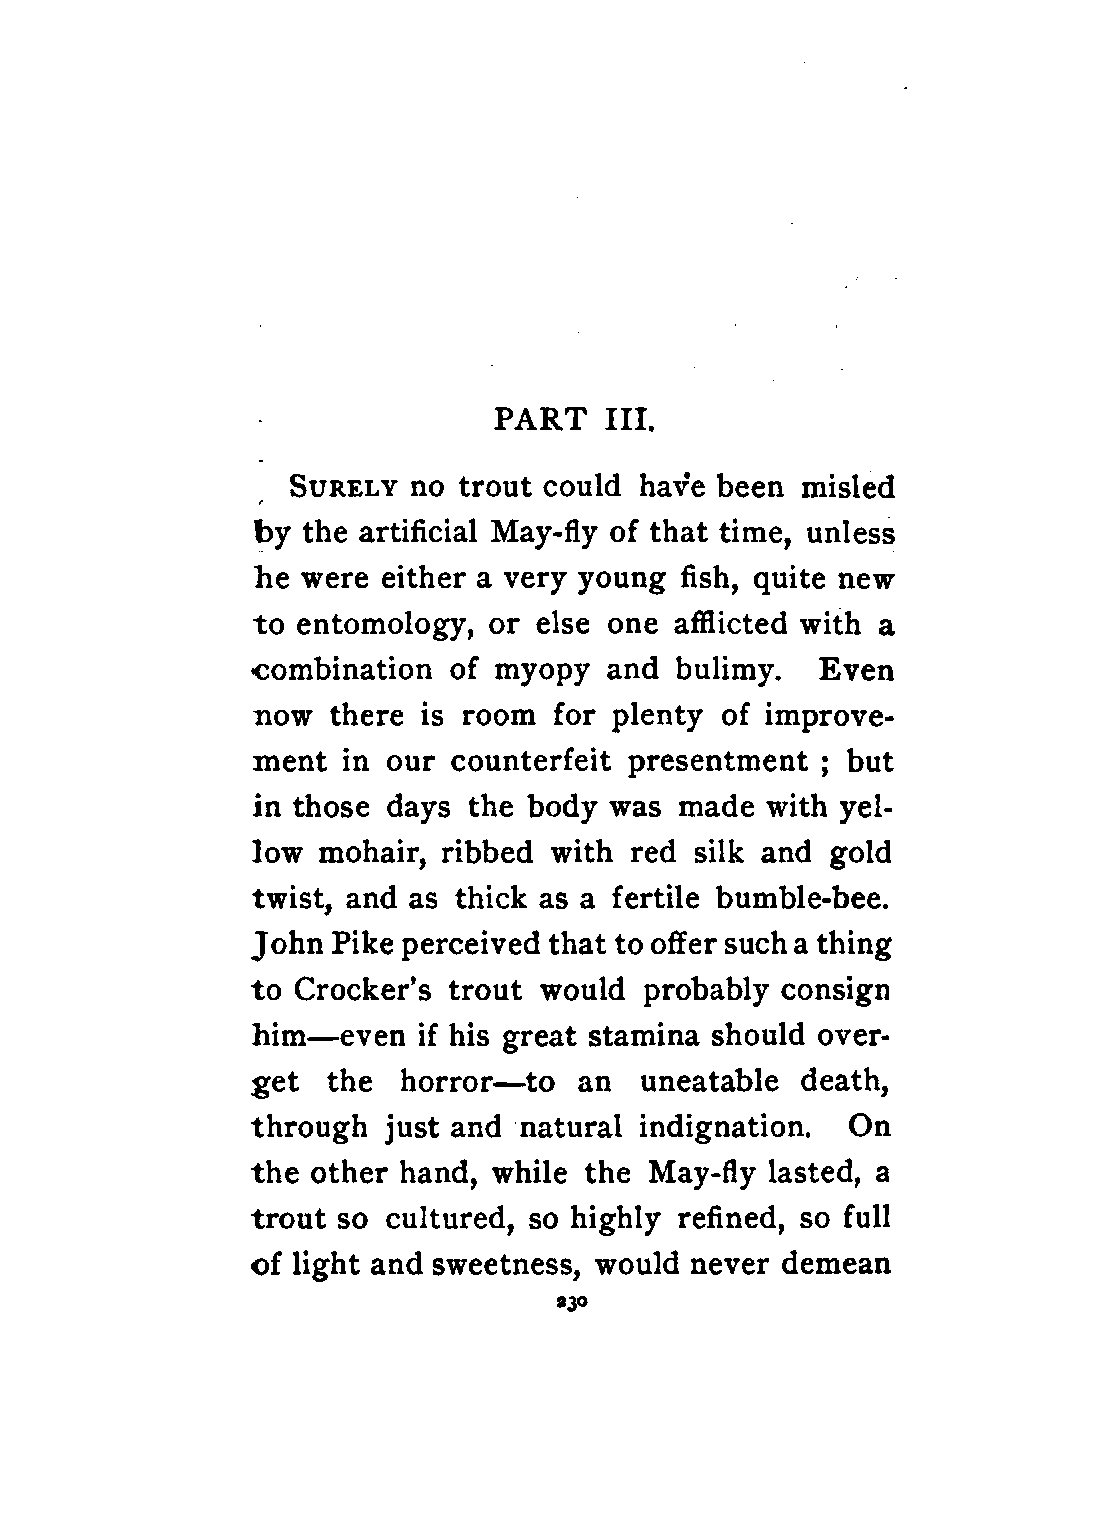 PART III.
SURELY no trout could have been misled
by the artificial May-fly of that time, unless
he were either a very young fish, quite new
to entomology, or else one afflicted with a
combination of myopy and bulimy. Even
now there is room for plenty of improve-
ment in our counterfeit presentment ; but
in those days the body was made with yel-
low mohair, ribbed with red silk and gold
twist, and as thick as a fertile bumble-bee.
John Pike perceived that to offer such a thing
to Crocker's trout would probably consign
him—even if his great stamina should over-
get the horror—to an uneatable death,
through just and natural indignation. On
the other hand, while the May-fly lasted, a
trout so cultured, so highly refined, so full
of light and sweetness, would never demean
230